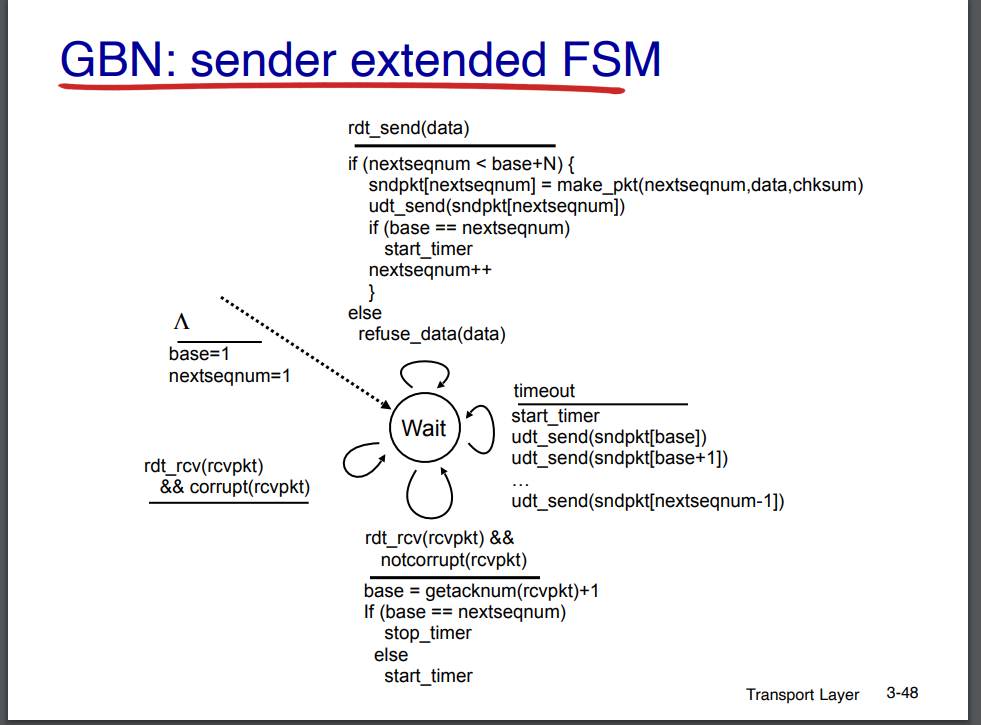 GBN: sender extended FSM
rdt_send(data)
if (nextseqnum < base+N) {
sndpkt[nextseqnum] = make_pkt(nextseqnum,data,chksum)
udt_send(sndpkt[nextseqnum])
if (base == nextseqnum)
start_timer
nextseqnum++
}
else
refuse_data(data)
Λ
base=1
nextseqnum=1
Wait
timeout
start_timer
udt_send(sndpkt[base])
udt_send(sndpkt[base+1])
…
udt_send(sndpkt[nextseqnum-1])
rdt_rcv(rcvpkt)
&& corrupt(rcvpkt)
rdt_rcv(rcvpkt) &&
notcorrupt(rcvpkt)
base = getacknum(rcvpkt)+1
If (base == nextseqnum)
stop_timer
else
start_timer
Transport Layer 3-48